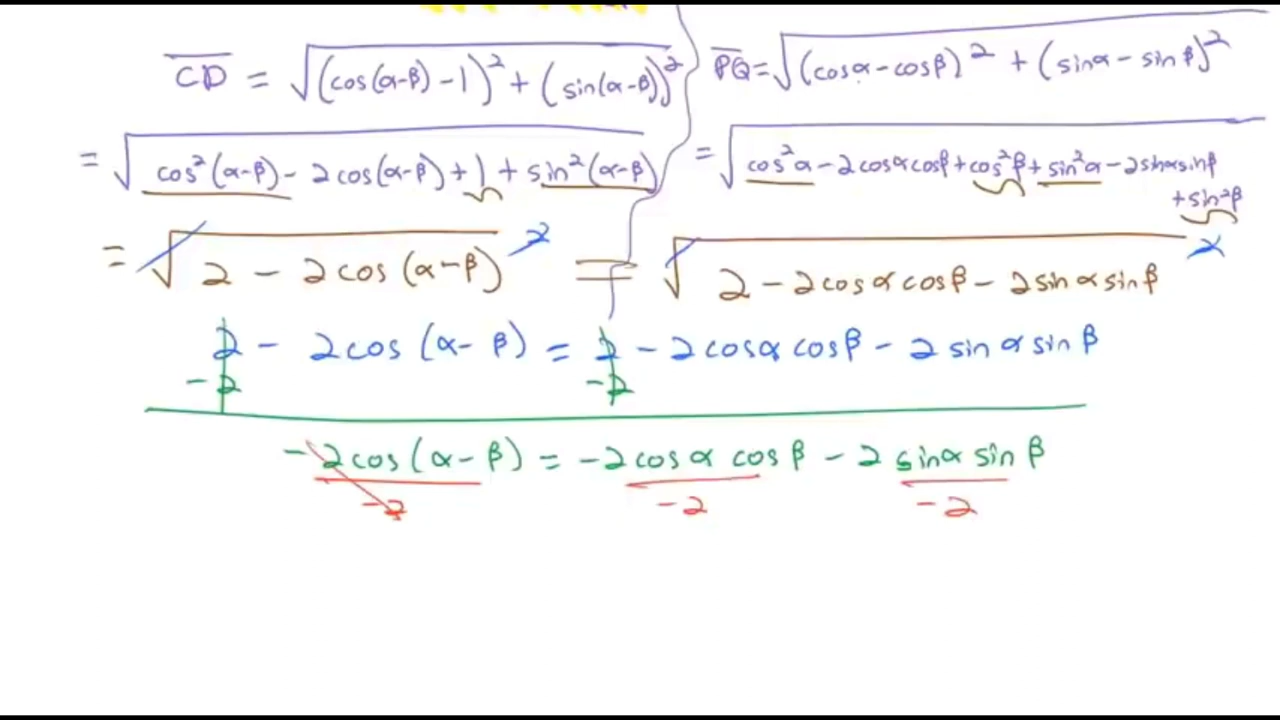 CD = √(cos(α-β) - 1)² + (sin(α-β))²
PQ = √(cosα - cosβ)² + (sinα - sinβ)²
= √cos²(α-β) - 2cos(α-β) + 1 + sin²(α-β)
= √cos²α - 2cosαcosβ + cos²β + sin²α - 2sinαsinβ
+ sin²β
= √2 - 2cos(α-β) ² = √2 - 2cosαcosβ - 2sinαsinβ ²
2 - 2cos(α-β) = 2 - 2cosαcosβ - 2sinαsinβ
-2 -2
-2cos(α-β) = -2cosαcosβ - 2sinαsinβ
-2 -2 -2